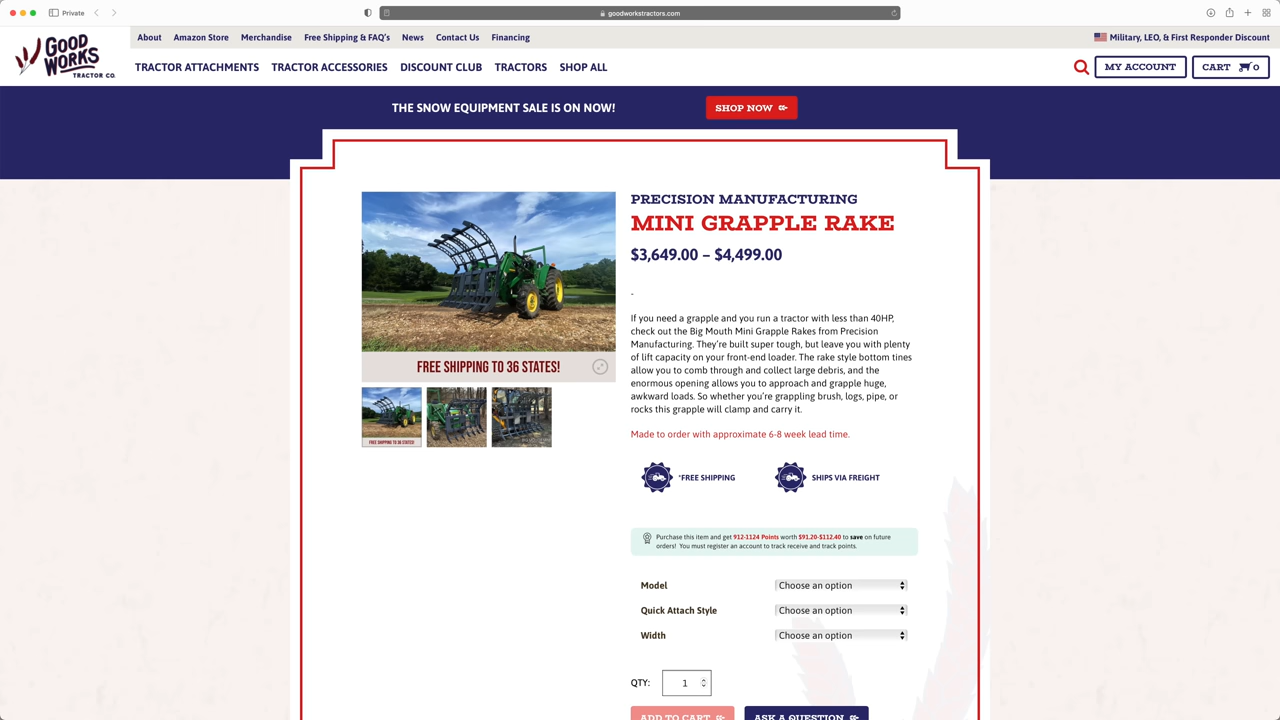 Private
goodworkstractors.com
GOOD
WORKS
TRACTOR CO.
About Amazon Store Merchandise Free Shipping & FAQ's News Contact Us Financing
Military, LEO, & First Responder Discount
TRACTOR ATTACHMENTS TRACTOR ACCESSORIES DISCOUNT CLUB TRACTORS SHOP ALL
MY ACCOUNT CART 0
THE SNOW EQUIPMENT SALE IS ON NOW! SHOP NOW
PRECISION MANUFACTURING
MINI GRAPPLE RAKE
$3,649.00 – $4,499.00
-
If you need a grapple and you run a tractor with less than 40HP,
check out the Big Mouth Mini Grapple Rakes from Precision
Manufacturing. They're built super tough, but leave you with plenty
of lift capacity on your front-end loader. The rake style bottom tines
allow you to comb through and collect large debris, and the
enormous opening allows you to approach and grapple huge,
awkward loads. So whether you're grappling brush, logs, pipe, or
rocks this grapple will clamp and carry it.
FREE SHIPPING TO 36 STATES!
FREE SHIPPING TO 36 STATES!
Made to order with approximate 6-8 week lead time.
*FREE SHIPPING SHIPS VIA FREIGHT
Purchase this item and get 912-1124 Points worth $91.20-$112.40 to save on future
orders! You must register an account to track receive and track points.
Model Choose an option
Quick Attach Style Choose an option
Width Choose an option
QTY: 1
ADD TO CART ASK A QUESTION